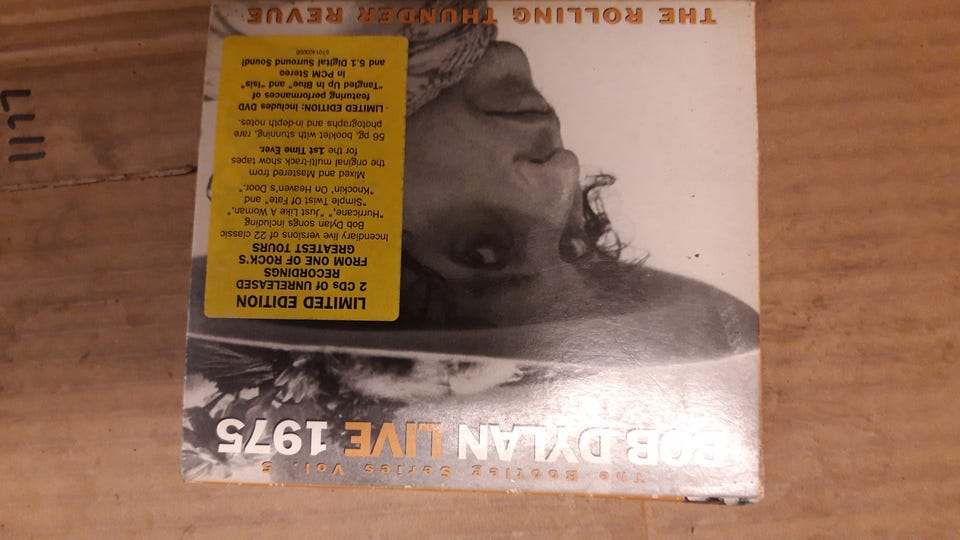 The Bootleg Series Vol. 5
BOB DYLAN LIVE 1975
LIMITED EDITION
2 CDs Of UNRELEASED
RECORDINGS
FROM ONE OF ROCK'S
GREATEST TOURS
Incendiary live versions of 22 classic
Bob Dylan songs including
"Hurricane," "Just Like A Woman,"
"Simple Twist Of Fate" and
"Knockin' On Heaven's Door."
Mixed and Mastered from
the original multi-track show tapes
for the 1st Time Ever.
56 pg. booklet with stunning, rare
photographs and in-depth notes.
LIMITED EDITION: Includes DVD
featuring performances of
"Tangled Up In Blue" and "Isis"
In PCM Stereo
and 5.1 Digital Surround Sound!
THE ROLLING THUNDER REVUE